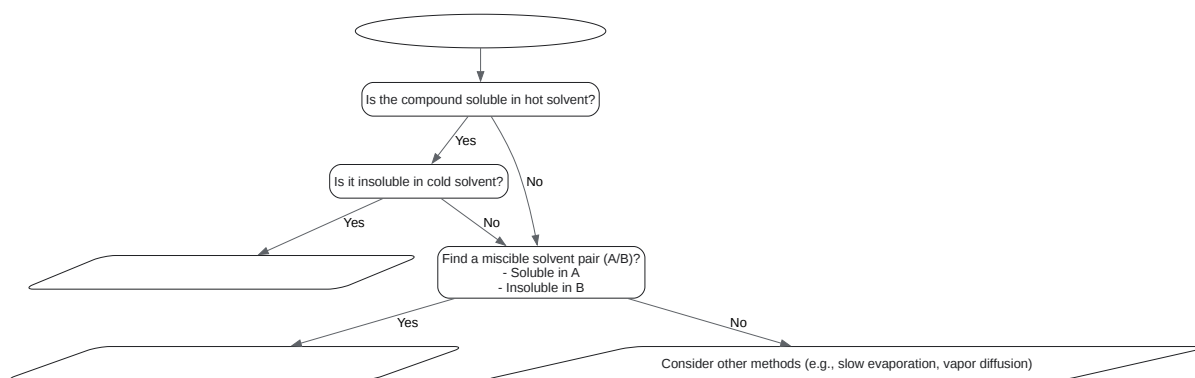 Is the compound soluble in hot solvent?
Yes
Is it insoluble in cold solvent?
No
Yes
No
Find a miscible solvent pair (A/B)?
- Soluble in A
- Insoluble in B
Yes
No
Consider other methods (e.g., slow evaporation, vapor diffusion)